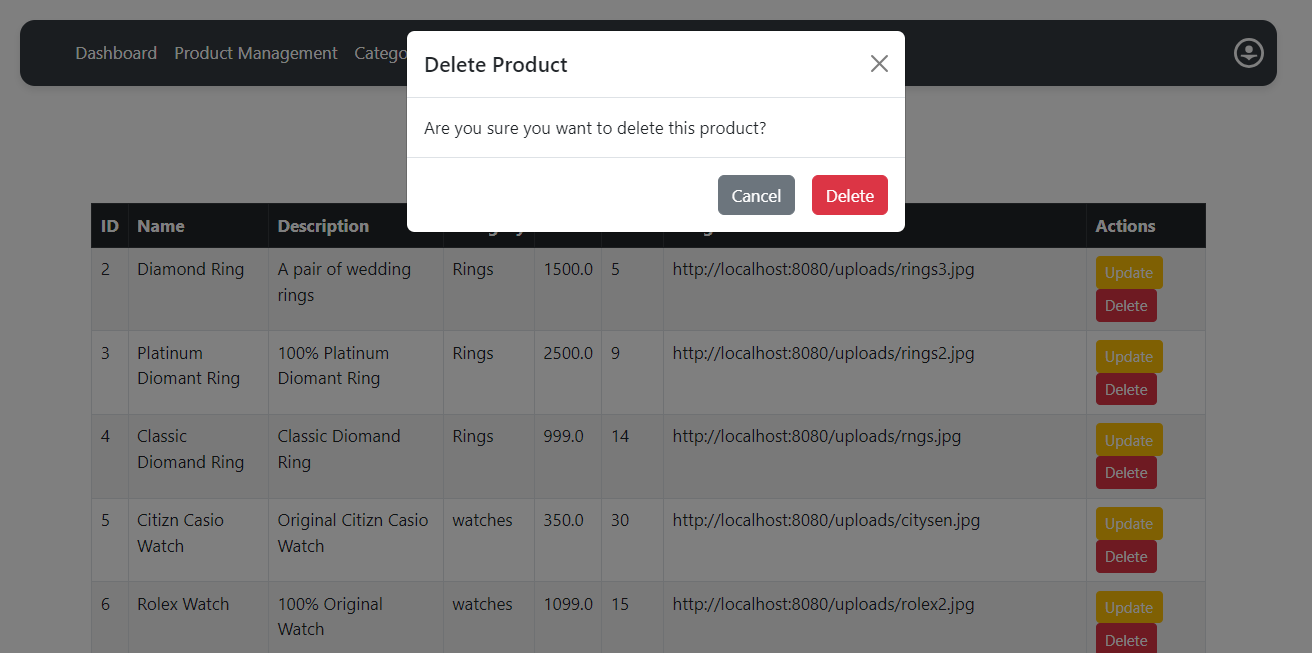 Dashboard Product Management Catego
Delete Product
Are you sure you want to delete this product?
Cancel Delete
ID Name Description Actions
2 Diamond Ring A pair of wedding Rings 1500.0 5 http://localhost:8080/uploads/rings3.jpg Update
rings
Delete
3 Platinum 100% Platinum Rings 2500.0 9 http://localhost:8080/uploads/rings2.jpg Update
Diomant Ring Diomant Ring Delete
4 Classic Classic Diomand Rings 999.0 14 http://localhost:8080/uploads/rngs.jpg Update
Diomand Ring Ring Delete
5 Citizn Casio Original Citizn Casio watches 350.0 30 http://localhost:8080/uploads/citysen.jpg Update
Watch Watch Delete
6 Rolex Watch 100% Original watches 1099.0 15 http://localhost:8080/uploads/rolex2.jpg Update
Watch Delete